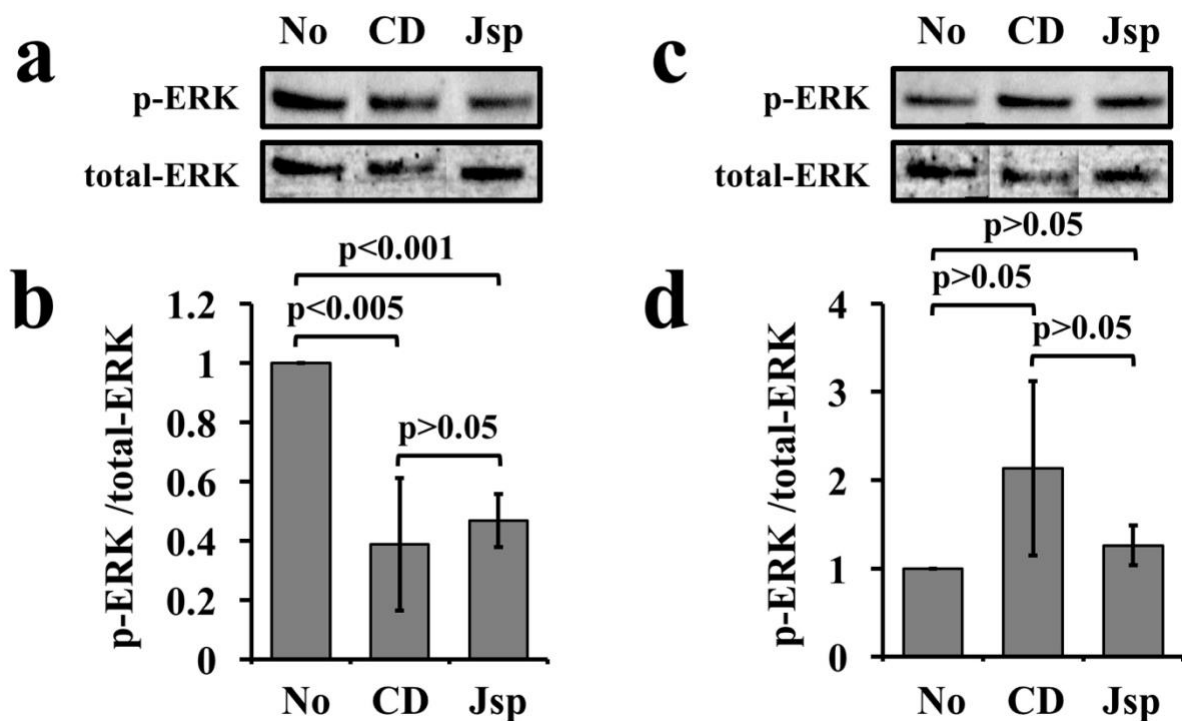 a
No CD Jsp
p-ERK
total-ERK
b
p<0.001
p<0.005
p>0.05
p-ERK /total-ERK
1.2
1
0.8
0.6
0.4
0.2
0
No CD Jsp
c
No CD Jsp
p-ERK
total-ERK
d
p>0.05
p>0.05
p>0.05
p-ERK /total-ERK
4
3
2
1
0
No CD Jsp